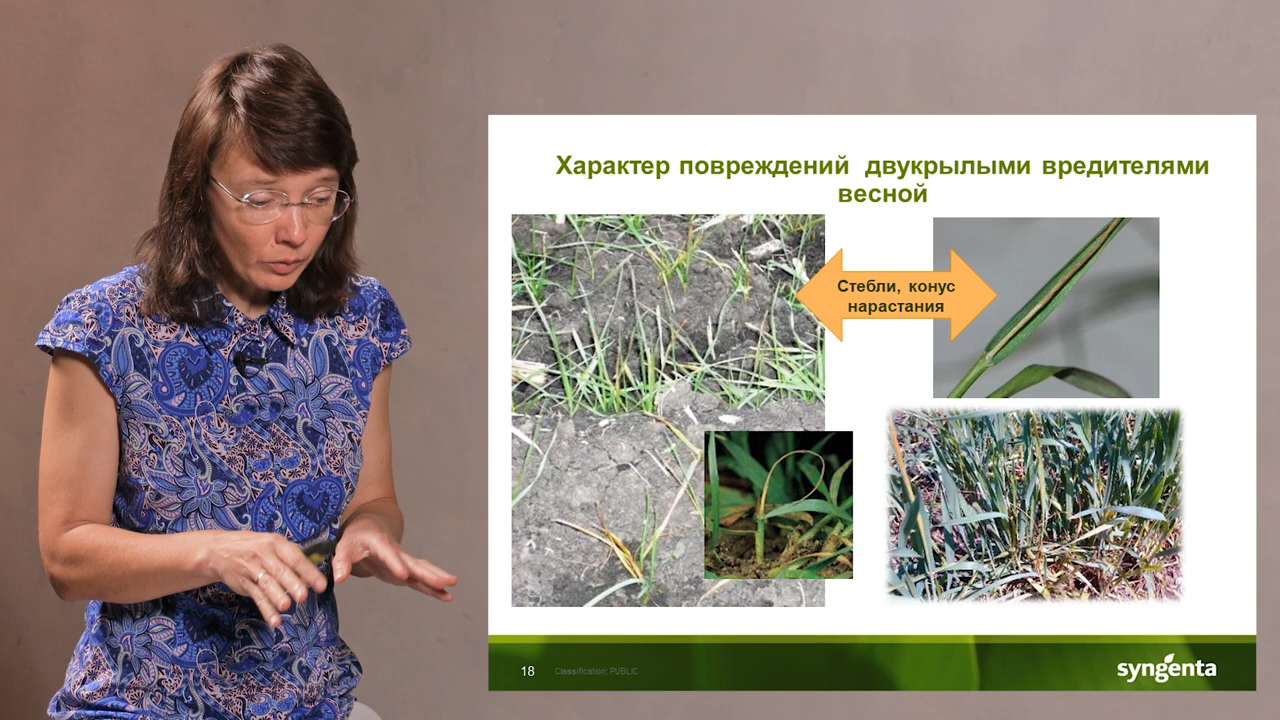 Характер повреждений двукрылыми вредителями
весной
Стебли, конус
нарастания
18
Classification: PUBLIC
syngenta